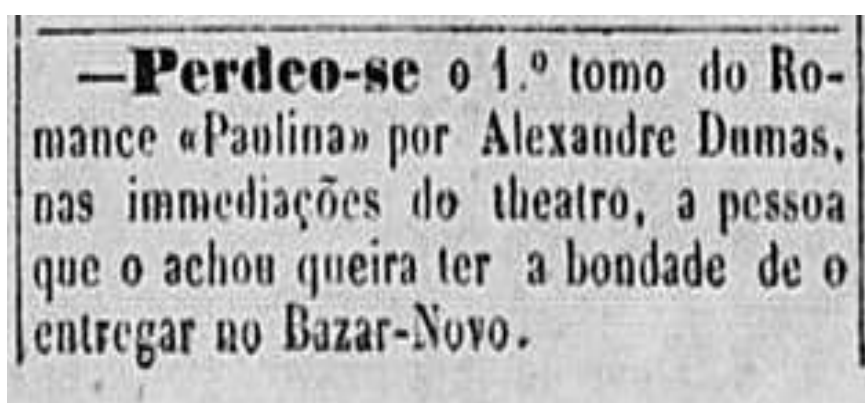 —Perdeo-se o 1.º tomo do Ro-
mance «Paulina» por Alexandre Dumas,
nas immediações do theatro, a pessoa
que o achou queira ter a bondade de o
entregar no Bazar-Novo.